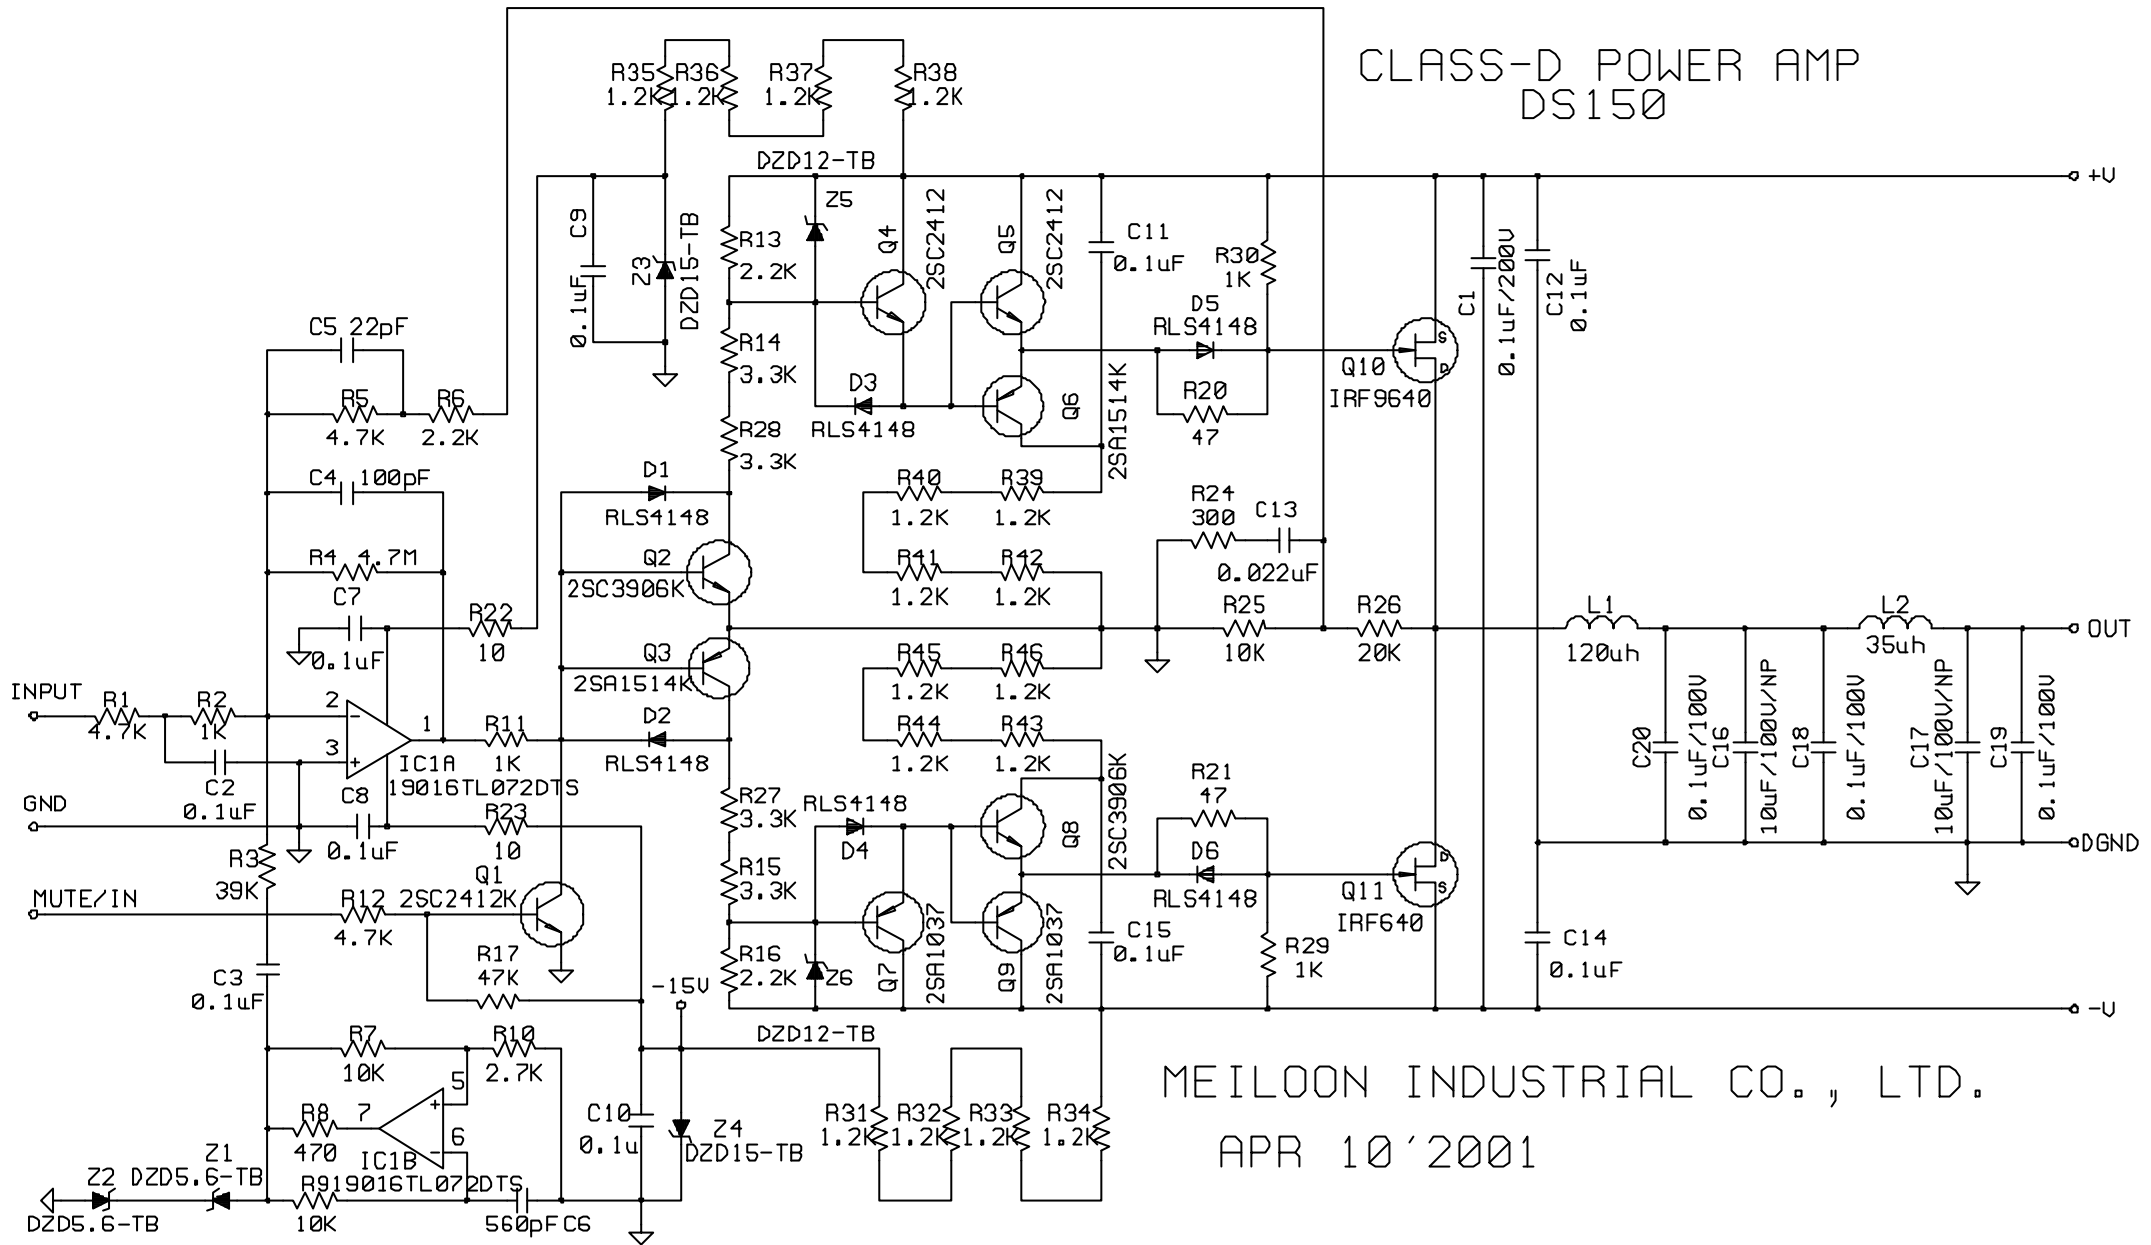 CLASS-D POWER AMP
DS150
R35
1.2K
R36
1.2K
R37
1.2K
R38
1.2K
DZD12-TB
+V
C9
0.1uF
Z3
DZD15-TB
R13
2.2K
Z5
Q4
2SC2412
Q5
2SC2412
C11
0.1uF
R30
1K
C1
0.1uF/200V
C12
0.1uF
C5 22pF
R5
4.7K
R6
2.2K
R14
3.3K
D3
RLS4148
Q6
2SA1514K
D5
RLS4148
R20
47
Q10
IRF9640
S
D
R28
3.3K
C4 100pF
D1
RLS4148
R40
1.2K
R39
1.2K
R24
300
C13
0.022uF
R4 4.7M
Q2
2SC3906K
R41
1.2K
R42
1.2K
C7
0.1uF
R22
10
R25
10K
R26
20K
L1
120uh
L2
35uh
OUT
Q3
2SA1514K
R45
1.2K
R46
1.2K
INPUT
R1
4.7K
R2
1K
2
-
3
+
1
IC1A
19016TL072DTS
R11
1K
D2
RLS4148
R44
1.2K
R43
1.2K
C20
0.1uF/100V
C16
10uF/100V/NP
C18
0.1uF/100V
C17
10uF/100V/NP
C19
0.1uF/100V
C2
0.1uF
GND
C8
0.1uF
R23
10
R27
3.3K
RLS4148
D4
Q8
2SC3906K
R21
47
D6
RLS4148
Q11
IRF640
D
S
DGND
R3
39K
MUTE/IN
R12
4.7K
Q1
2SC2412K
R15
3.3K
R17
47K
R16
2.2K
Z6
Q7
2SA1037
Q9
2SA1037
C15
0.1uF
R29
1K
C14
0.1uF
C3
0.1uF
-15V
-V
DZD12-TB
R7
10K
R10
2.7K
5
+
6
-
7
R8
470
IC1B
19016TL072DTS
C10
0.1u
Z4
DZD15-TB
R31
1.2K
R32
1.2K
R33
1.2K
R34
1.2K
MEILOON INDUSTRIAL CO., LTD.
APR 10'2001
Z2
DZD5.6-TB
Z1
DZD5.6-TB
R9
10K
560pF C6